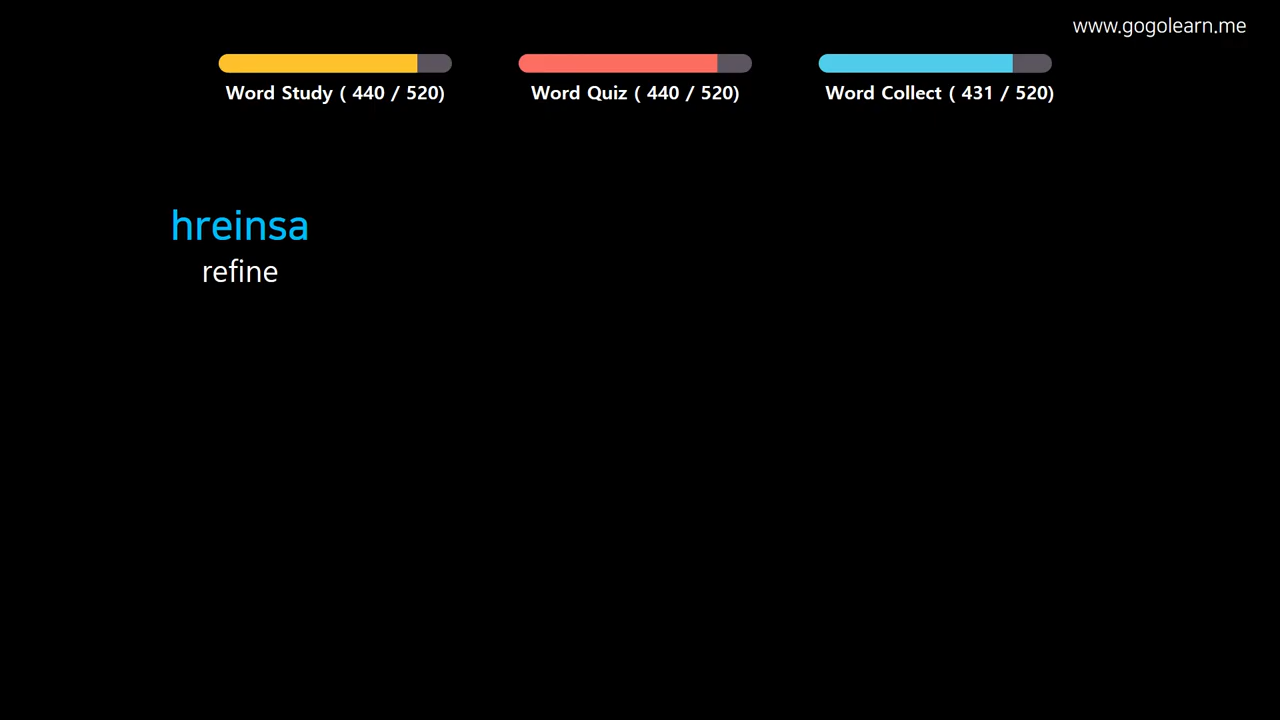 www.gogolearn.me
Word Study ( 440 / 520)
Word Quiz ( 440 / 520)
Word Collect ( 431 / 520)
hreinsa
refine